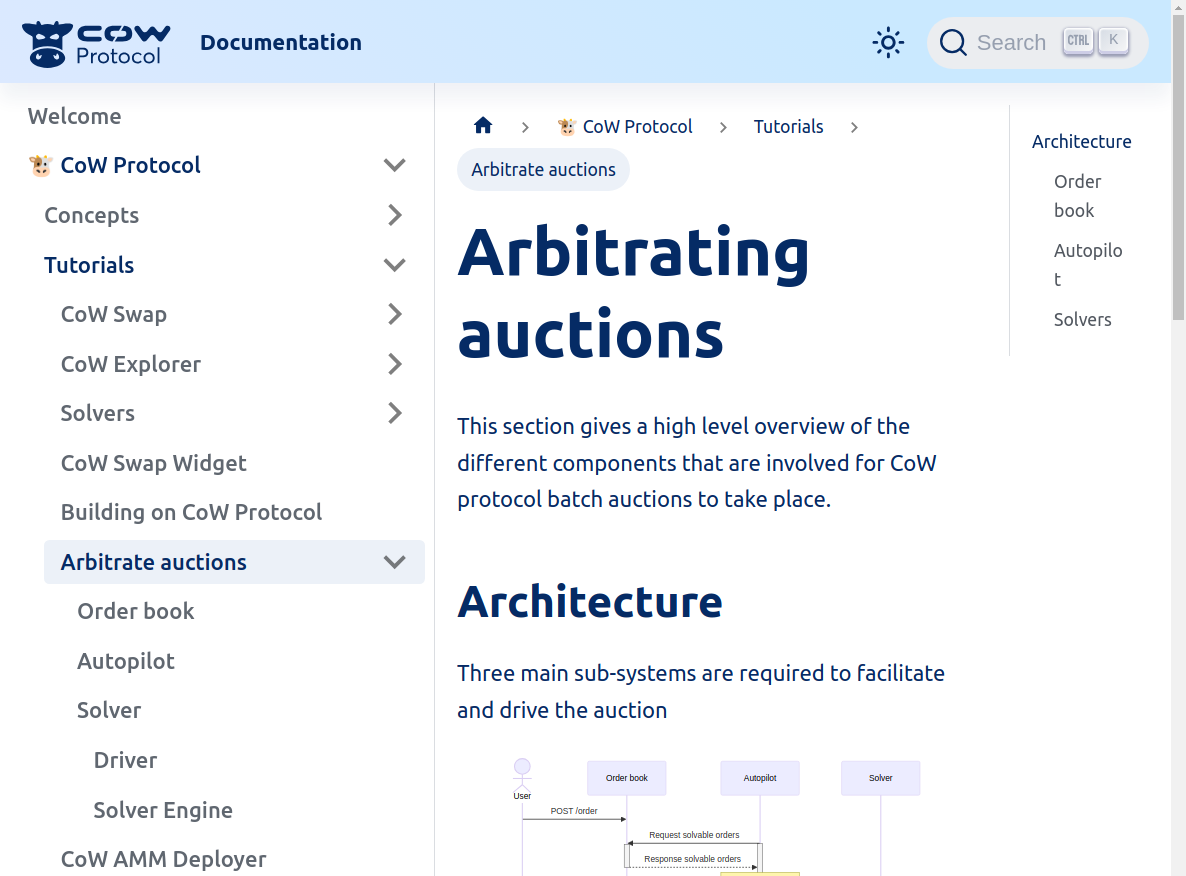 COW
Protocol
Documentation
Search
CTRL
K
Welcome
🐮 CoW Protocol
Concepts
Tutorials
CoW Swap
CoW Explorer
Solvers
CoW Swap Widget
Building on CoW Protocol
Arbitrate auctions
Order book
Autopilot
Solver
Driver
Solver Engine
CoW AMM Deployer
🐮 CoW Protocol
Tutorials
Arbitrate auctions
Arbitrating
auctions
This section gives a high level overview of the
different components that are involved for CoW
protocol batch auctions to take place.
Architecture
Three main sub-systems are required to facilitate
and drive the auction
User
Order book
Autopilot
Solver
POST /order
Request solvable orders
Response solvable orders
Architecture
Order
book
Autopilo
t
Solvers